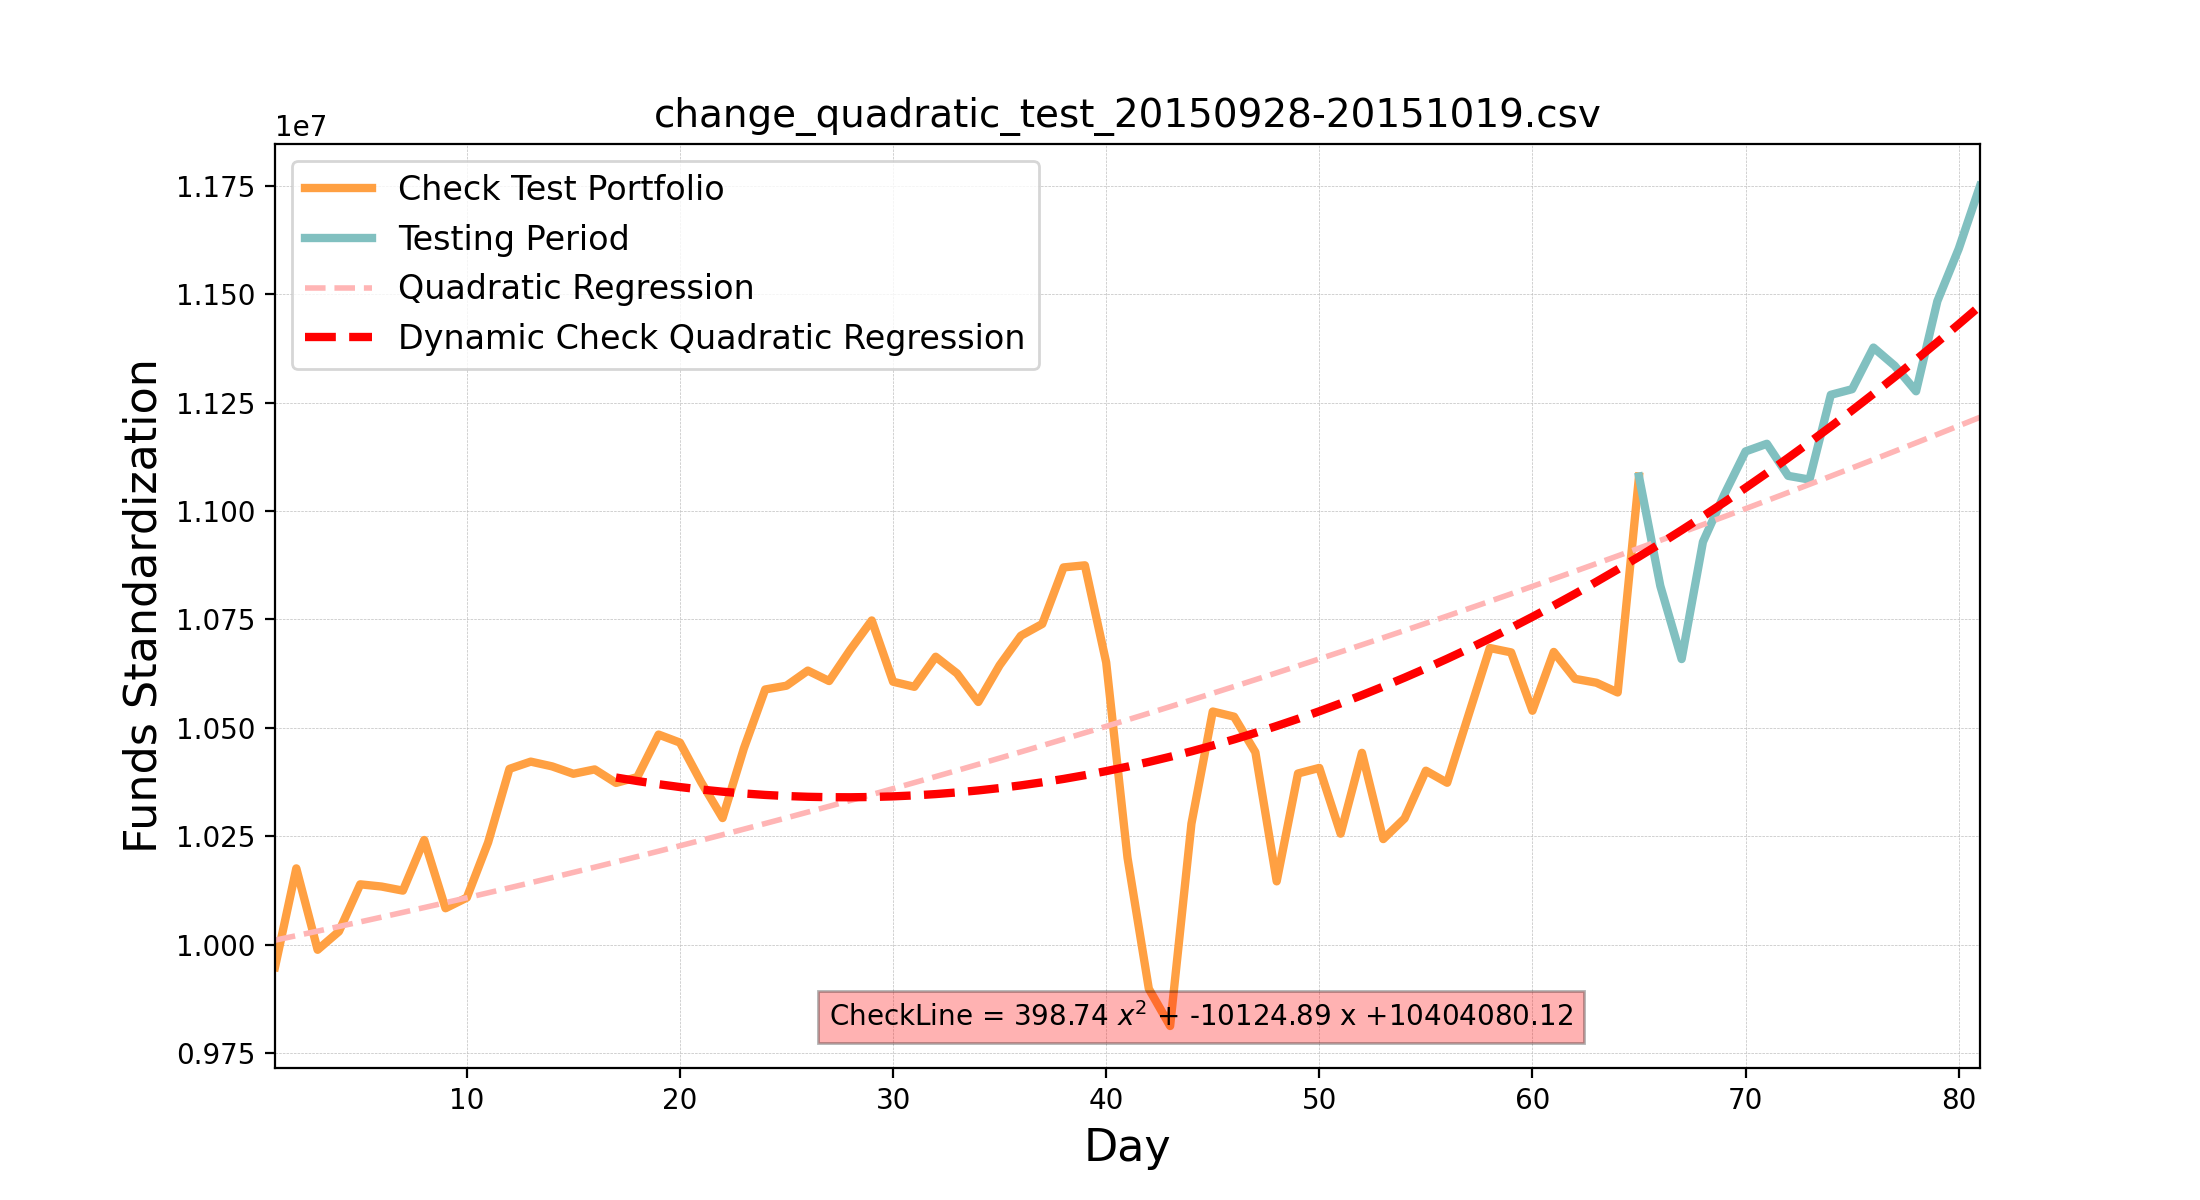 change_quadratic_test_20150928-20151019.csv
1e7
Check Test Portfolio
Testing Period
Quadratic Regression
Dynamic Check Quadratic Regression
Funds Standardization
1.175
1.150
1.125
1.100
1.075
1.050
1.025
1.000
0.975
CheckLine = 398.74 x² + -10124.89 x +10404080.12
10 20 30 40 50 60 70 80
Day